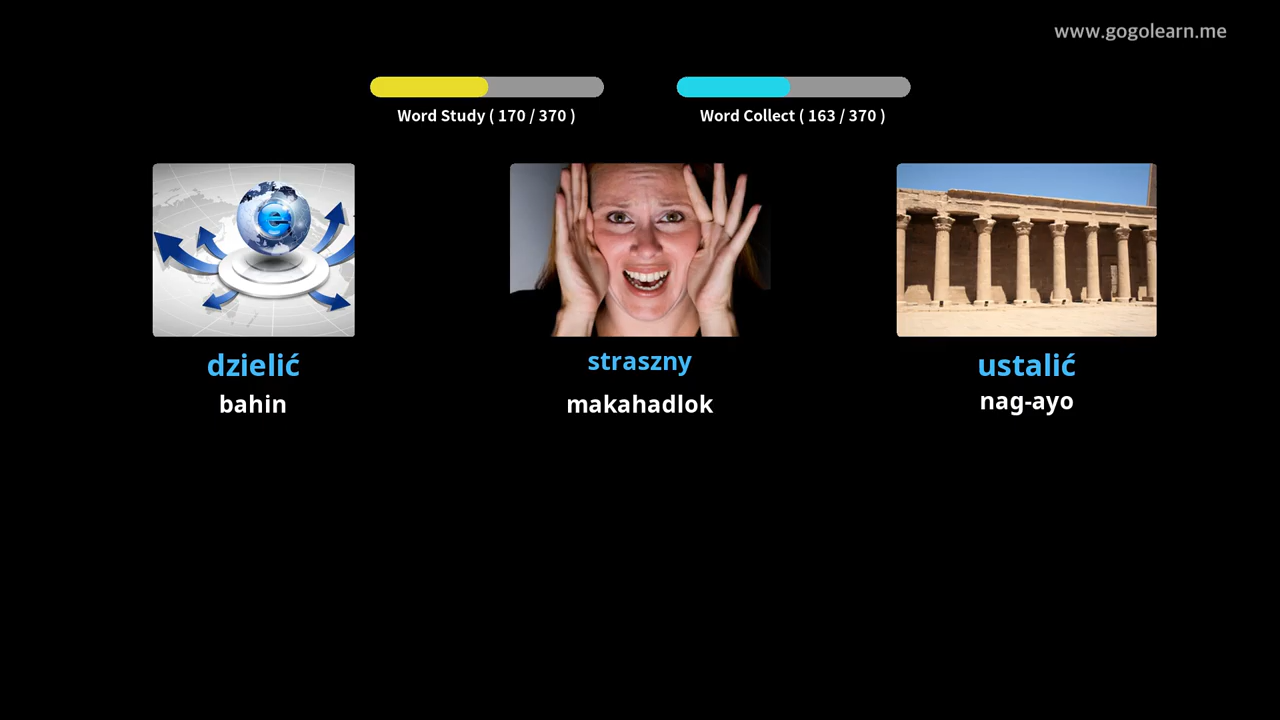 www.gogolearn.me
Word Study ( 170 / 370 )
Word Collect ( 163 / 370 )
e
dzielić
straszny
ustalić
bahin
makahadlok
nag-ayo